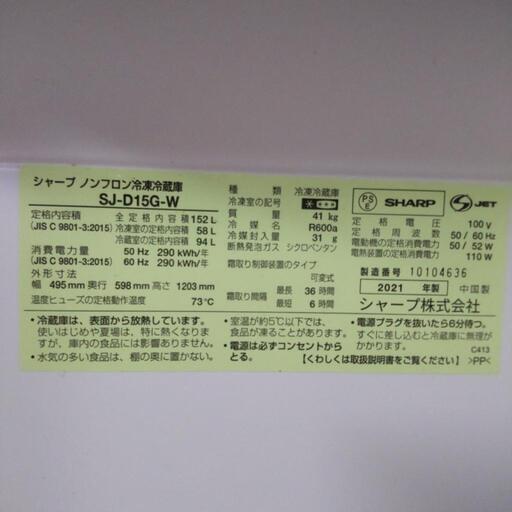 シャープ ノンフロン冷凍冷蔵庫
SJ-D15G-W
定格内容積 全定格内容積 152 L
(JIS C 9801-3:2015) 冷凍室の定格内容積 58 L
冷蔵室の定格内容積 94 L
消費電力量 50 Hz 290 kWh/年
(JIS C 9801-3:2015) 60 Hz 290 kWh/年
外形寸法
幅 495 mm 奥行 598 mm 高さ 1203 mm
温度ヒューズの定格動作温度 73℃
種類 冷凍冷蔵庫
冷凍室の記号
質量 41 kg
冷媒 R600a
冷媒封入量 31 g
断熱発泡ガス シクロペンタン
霜取り制御装置のタイプ
可変式
霜取り間隔 最長 36 時間
最短 6 時間
PS
E
SHARP
S JET
定格電圧 100 V
定格周波数 50 / 60 Hz
電動機の定格消費電力 50 / 52 W
電熱装置の定格消費電力 110 W
製造番号 10104636
2021 年製 中国製
シャープ株式会社
・冷蔵庫は、表面から放熱しています。
使いはじめや夏場は、特に熱くなりま
すが、庫内の食品には影響ありません。
・水気の多い食品は、棚の奥に置かない。
・室温が約5℃以下では、
食品が凍ることがあります。
・電源は必ずコンセントから
とる。
・電源プラグを抜いたら6分待つ。
すぐに差し込むと冷蔵庫に無理が
かかります。
【くわしくは取扱説明書をご覧ください】
C413
>PP<